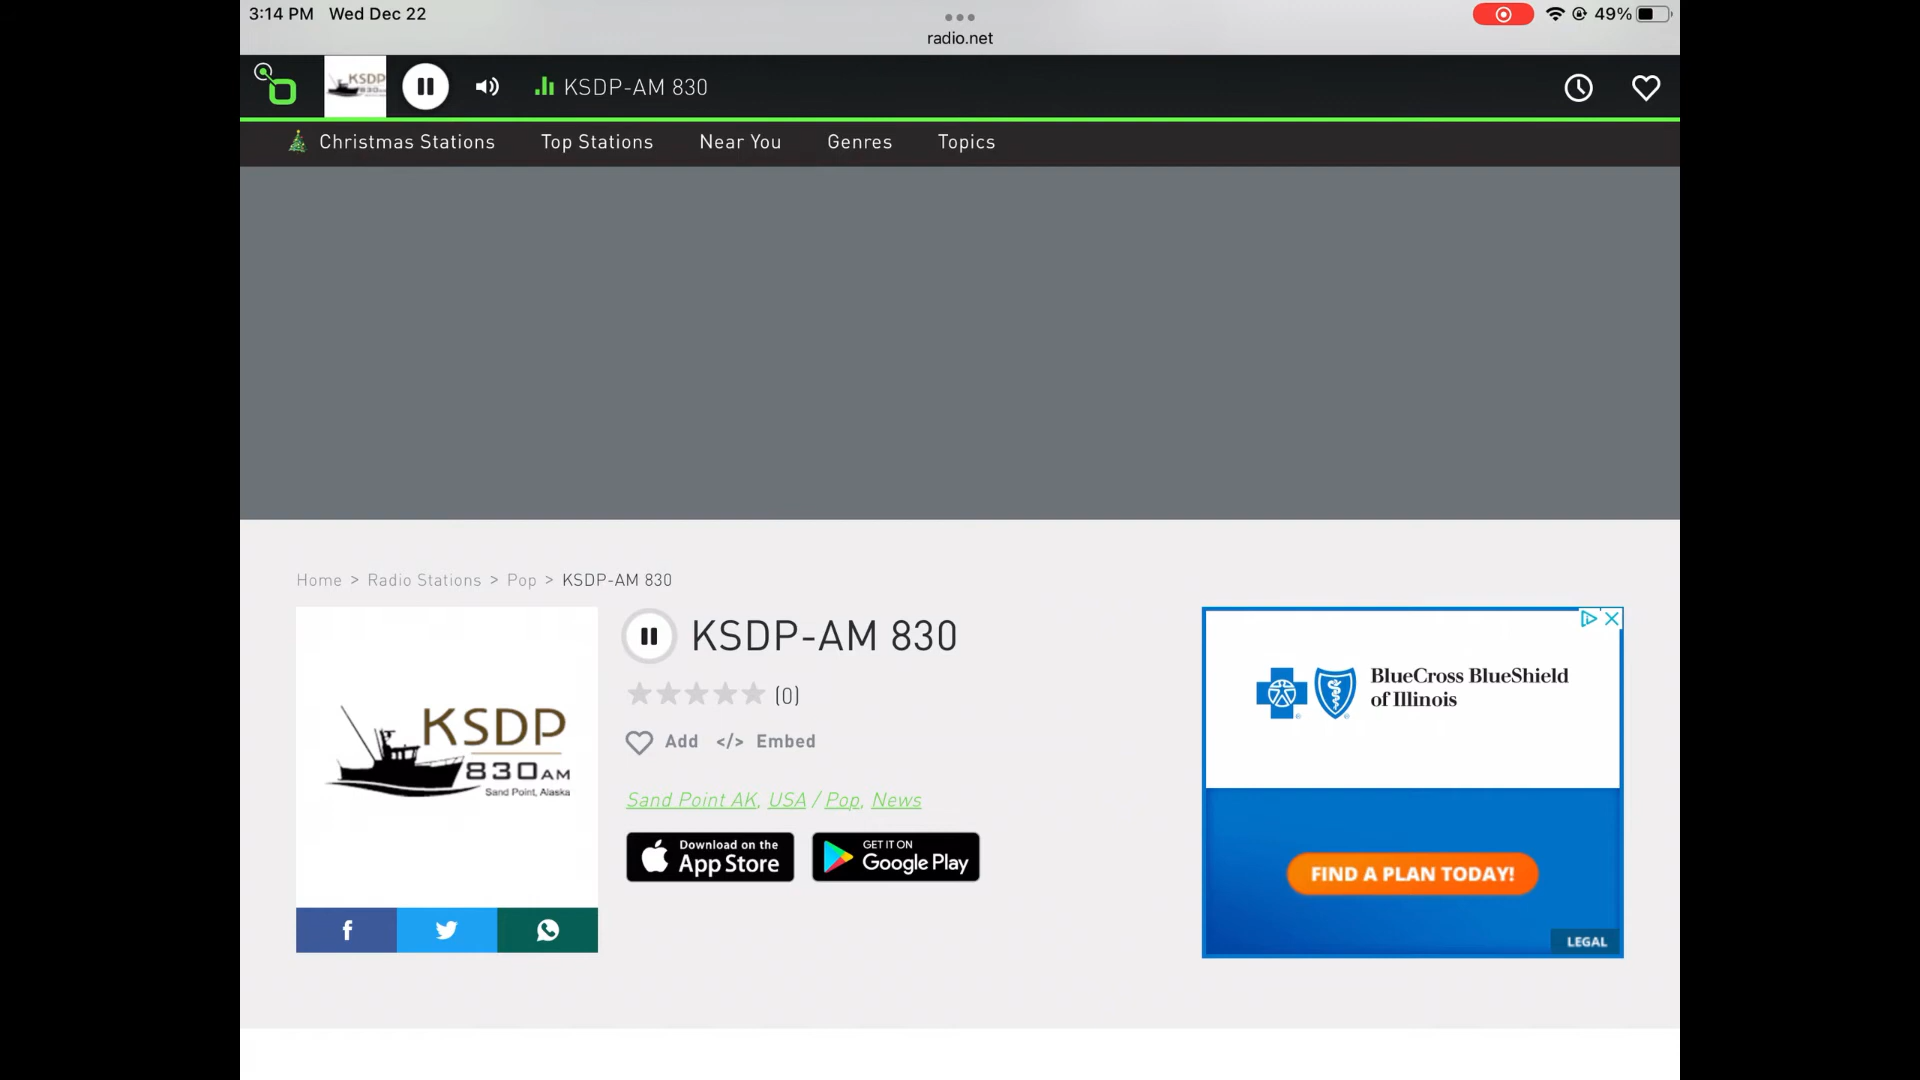 3:14 PM Wed Dec 22
49%
radio.net
KSDP
830AM
KSDP-AM 830
Christmas Stations
Top Stations
Near You
Genres
Topics
Home > Radio Stations > Pop > KSDP-AM 830
KSDP
830AM
Sand Point, Alaska
KSDP-AM 830
(0)
Add </> Embed
Sand Point AK, USA / Pop, News
Download on the
App Store
GET IT ON
Google Play
BlueCross BlueShield
of Illinois
FIND A PLAN TODAY!
LEGAL